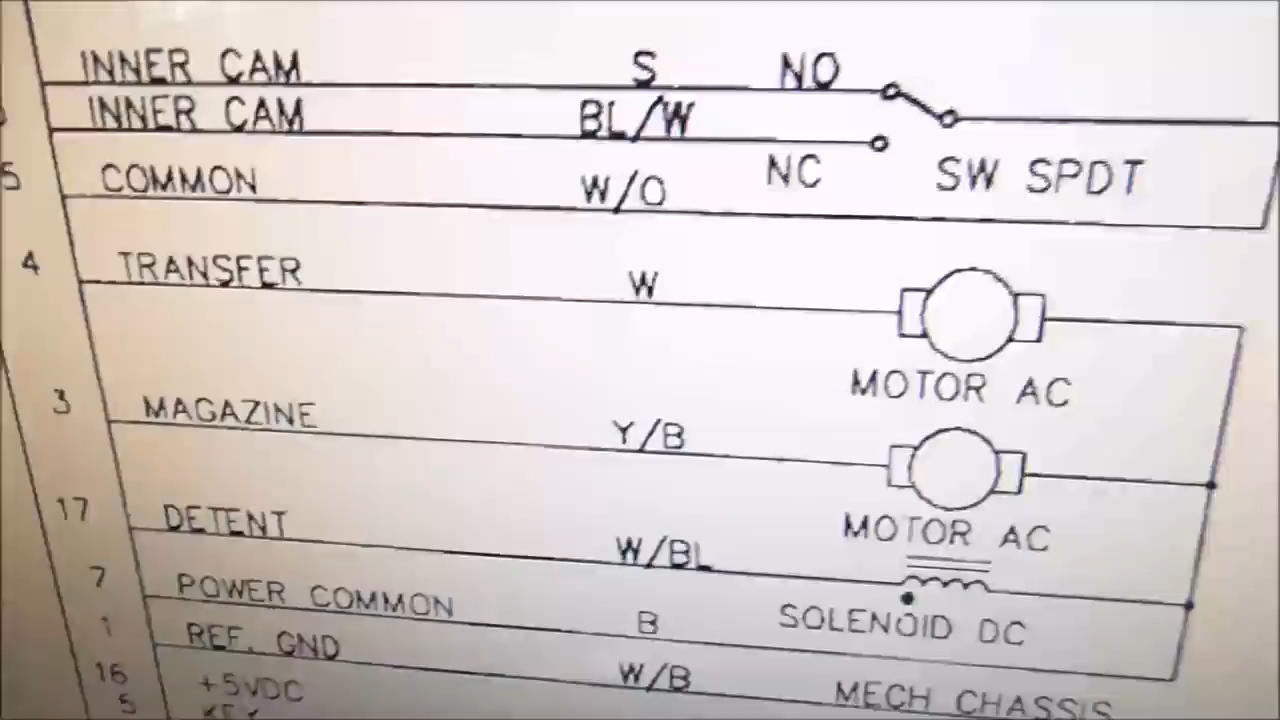 INNER CAM S NO
INNER CAM BL/W
NC SW SPDT
5 COMMON W/O
4 TRANSFER W
MOTOR AC
3 MAGAZINE Y/B
MOTOR AC
17 DETENT W/BL
SOLENOID DC
7 POWER COMMON B
1 REF. GND W/B MECH CHASSIS
16 +5VDC
5